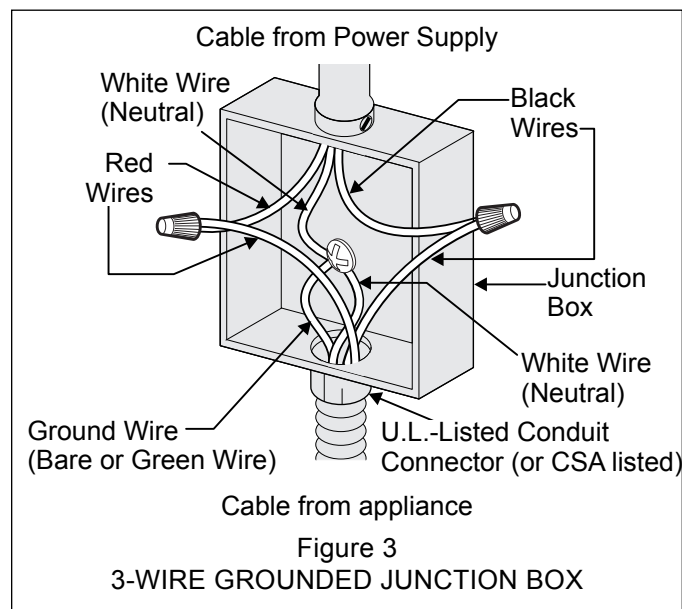 Cable from Power Supply
White Wire
(Neutral)
Black
Wires
Red
Wires
Junction
Box
White Wire
(Neutral)
Ground Wire
(Bare or Green Wire)
U.L.-Listed Conduit
Connector (or CSA listed)
Cable from appliance
Figure 3
3-WIRE GROUNDED JUNCTION BOX